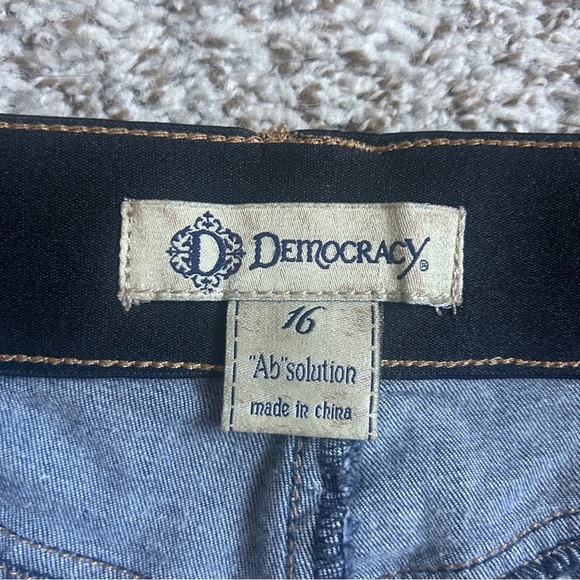 D DEMOCRACY®
16
"Ab"solution
made in china